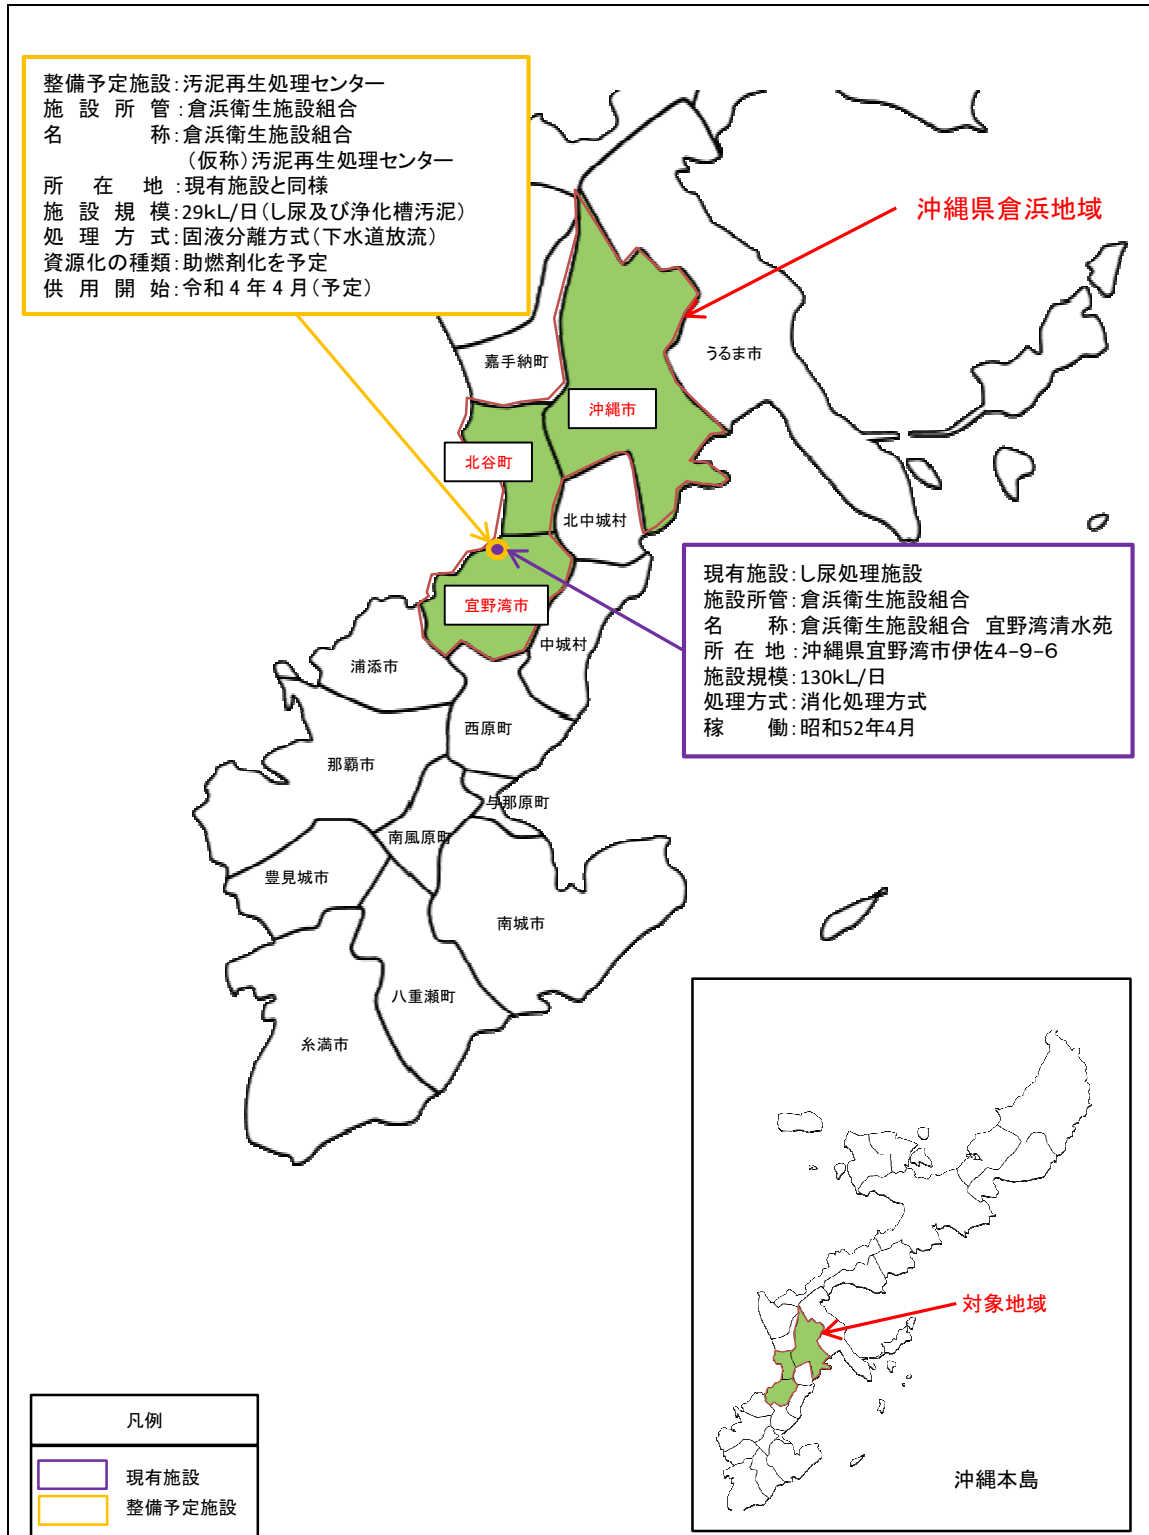 整備予定施設：汚泥再生処理センター
施設所管：倉浜衛生施設組合
名称：倉浜衛生施設組合
（仮称）汚泥再生処理センター
所在地：現有施設と同様
施設規模：29kL/日（し尿及び浄化槽汚泥）
処理方式：固液分離方式（下水道放流）
資源化の種類：助燃剤化を予定
供用開始：令和４年４月（予定）
沖縄県倉浜地域
うるま市
嘉手納町
沖縄市
北谷町
北中城村
現有施設：し尿処理施設
施設所管：倉浜衛生施設組合
名称：倉浜衛生施設組合　宜野湾清水苑
所在地：沖縄県宜野湾市伊佐4-9-6
施設規模：130kL/日
処理方式：消化処理方式
稼働：昭和52年4月
宜野湾市
中城村
浦添市
西原町
那覇市
与那原町
南風原町
豊見城市
南城市
八重瀬町
糸満市
対象地域
沖縄本島
凡例
現有施設
整備予定施設